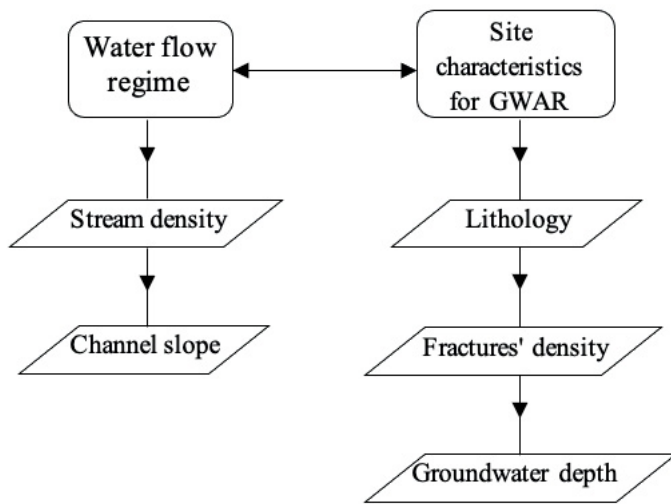 Water flow
regime
Site
characteristics
for GWAR
Stream density
Lithology
Channel slope
Fractures' density
Groundwater depth